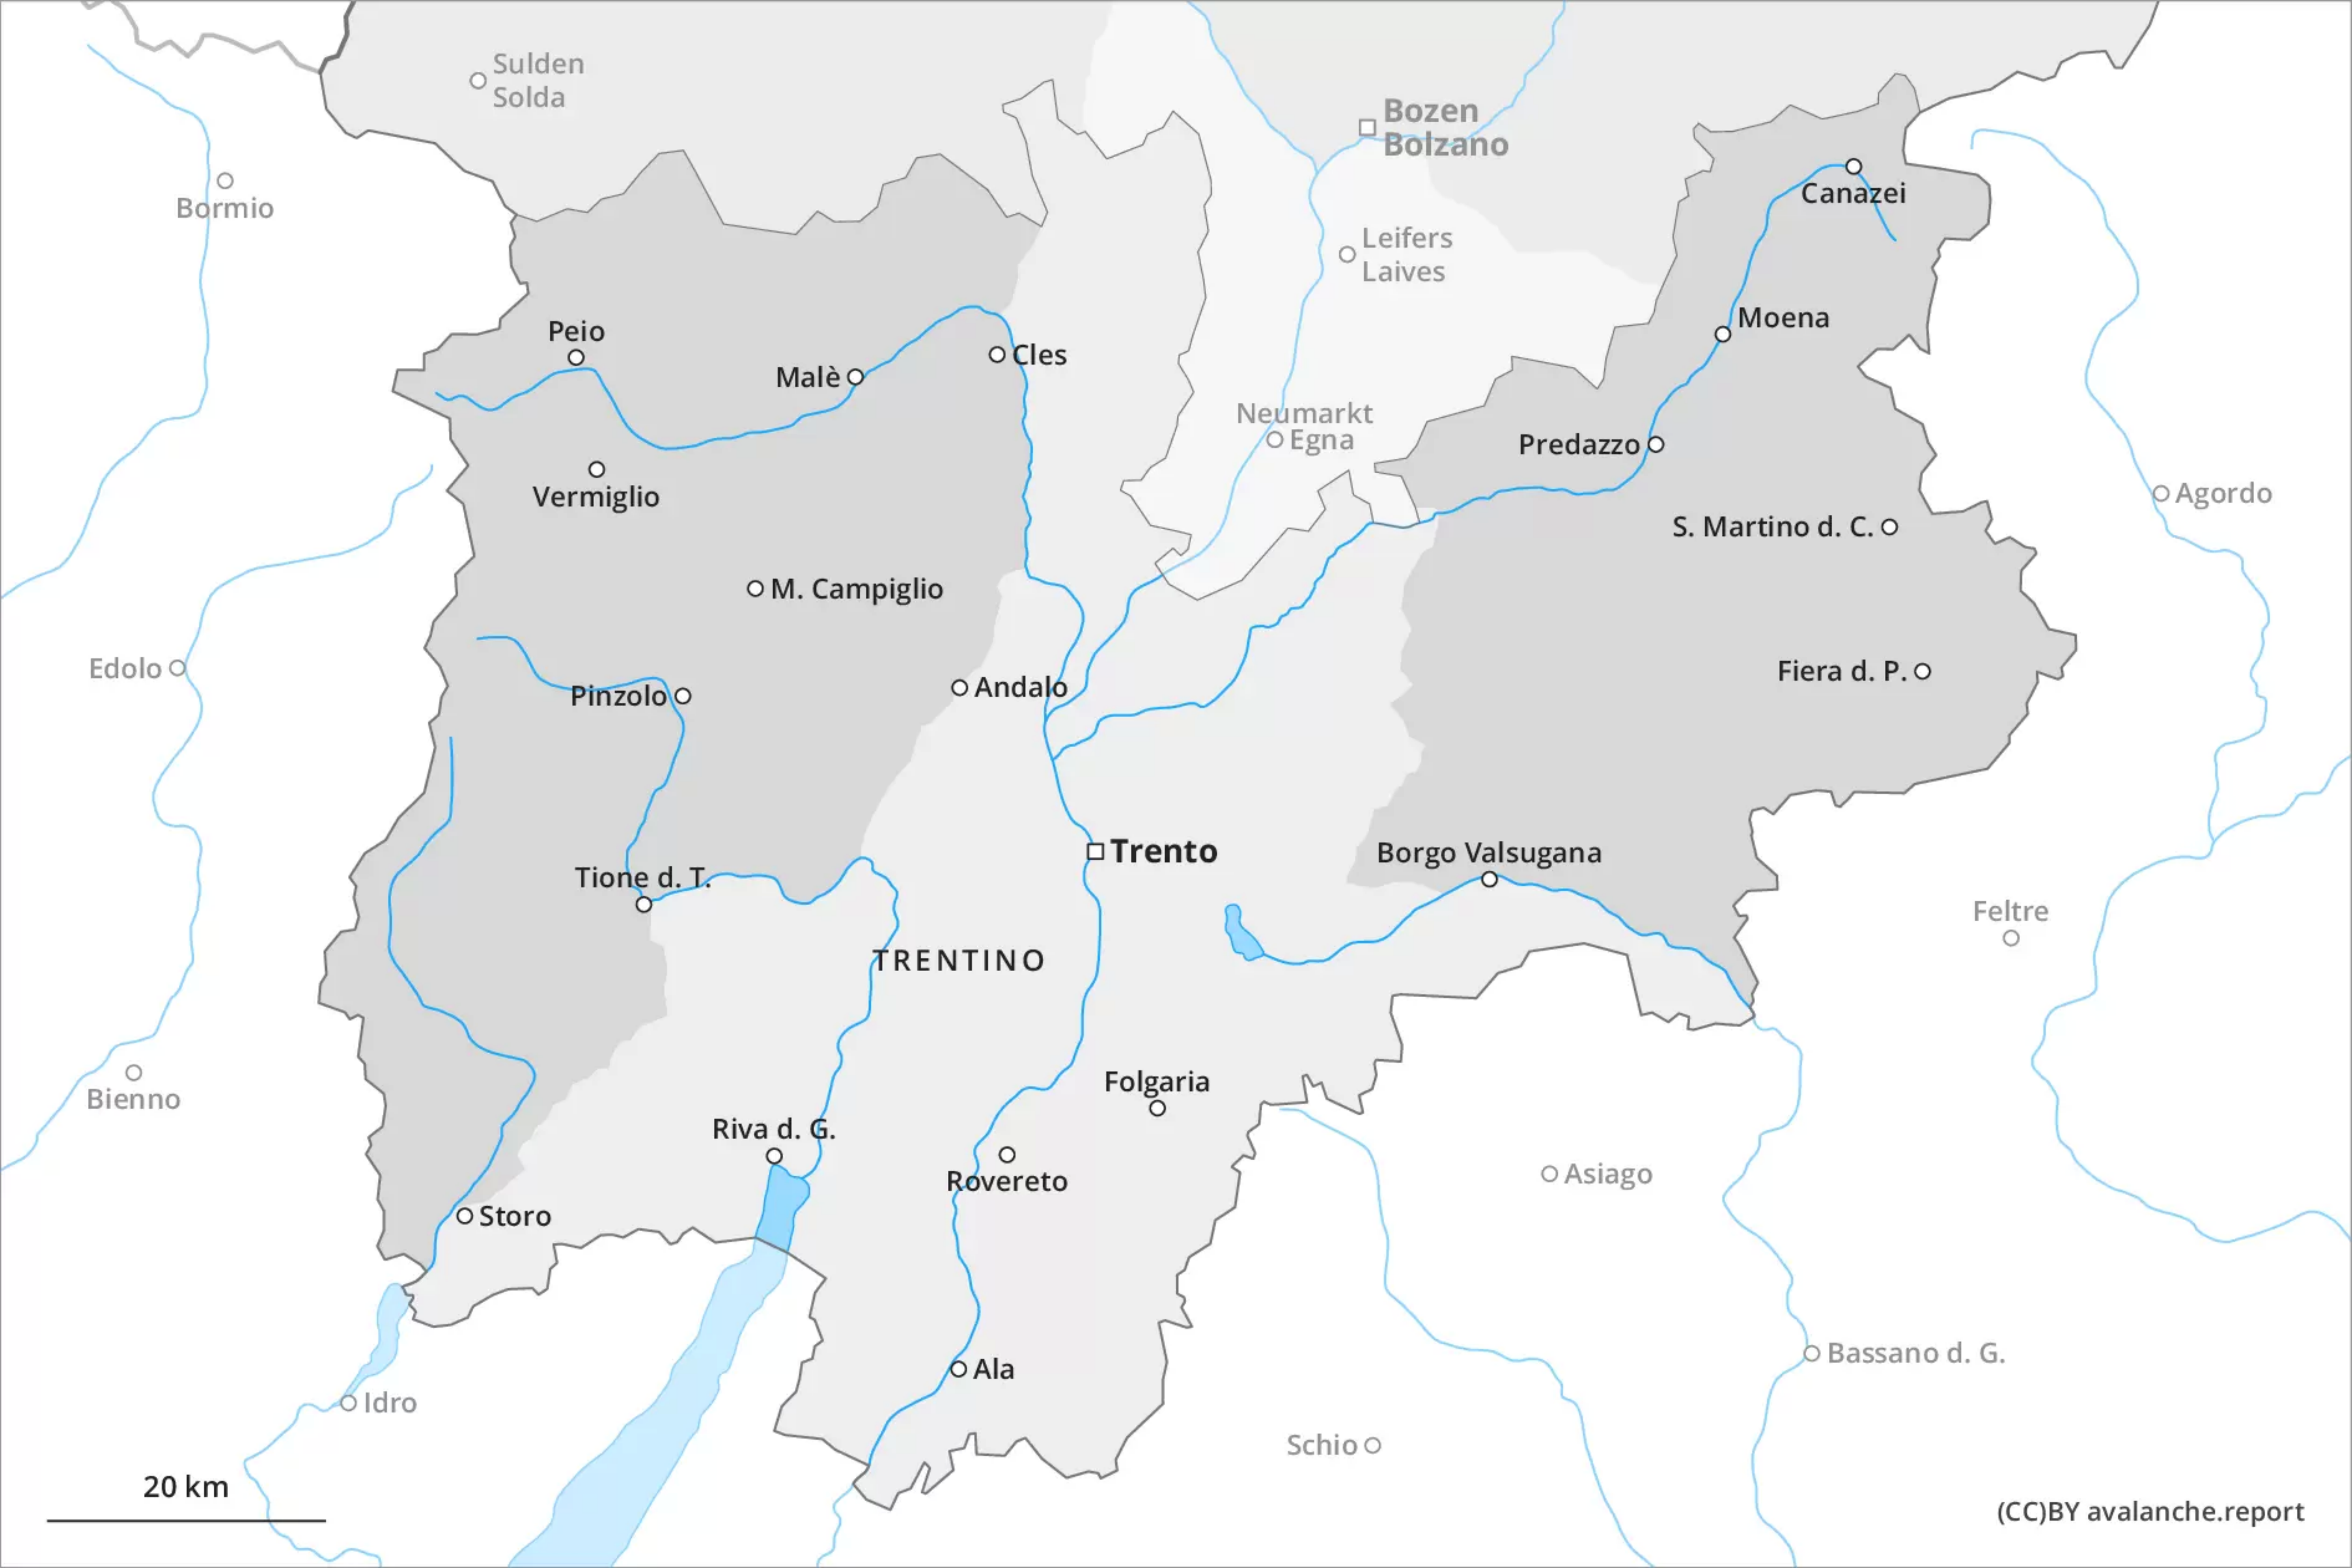 Sulden
Solda
Bozen
Bolzano
Bormio
Canazei
Leifers
Laives
Peio
Moena
Cles
Malè
Neumarkt
Egna
Predazzo
Vermiglio
Agordo
S. Martino d. C.
M. Campiglio
Edolo
Pinzolo
Andalo
Fiera d. P.
Trento
Borgo Valsugana
Tione d. T.
Feltre
TRENTINO
Bienno
Folgaria
Riva d. G.
Rovereto
Asiago
Storo
Bassano d. G.
Ala
Idro
Schio
20 km
(CC)BY avalanche.report